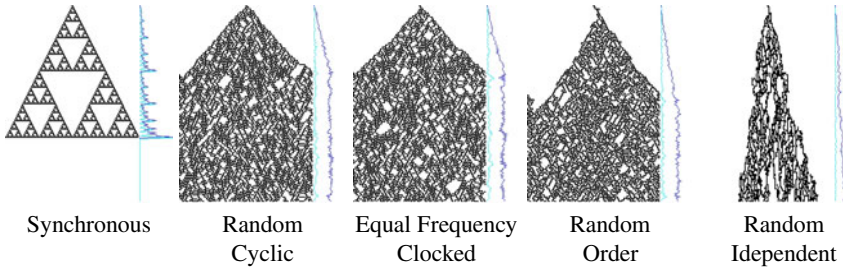 Synchronous
Random
Cyclic
Equal Frequency
Clocked
Random
Order
Random
Idependent